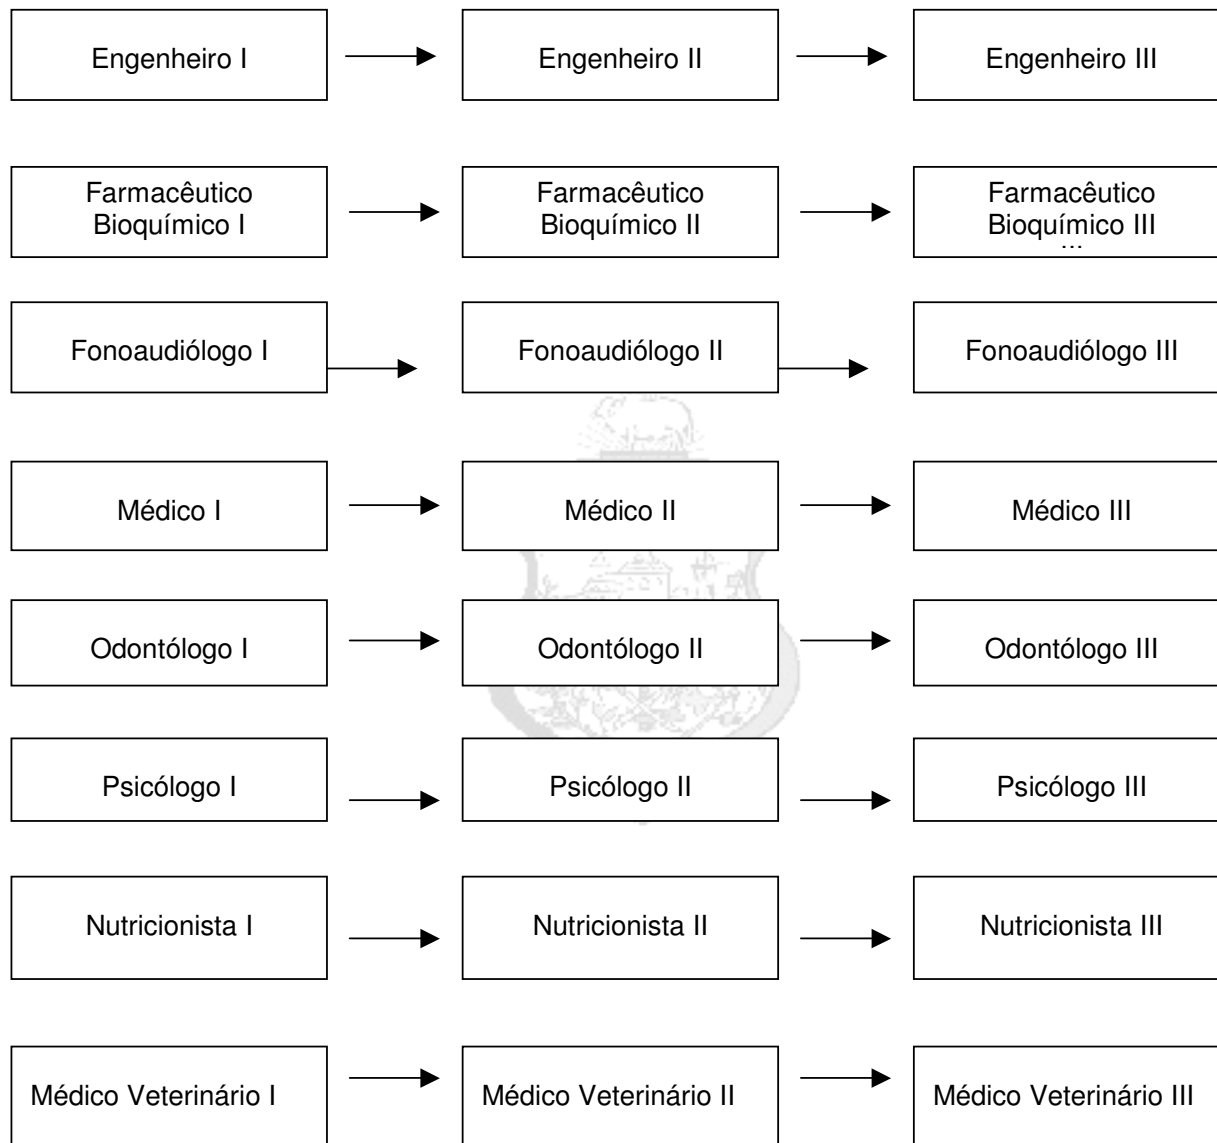 Engenheiro I
Engenheiro II
Engenheiro III
Farmacêutico
Bioquímico I
Farmacêutico
Bioquímico II
Farmacêutico
Bioquímico III
Fonoaudiólogo I
Fonoaudiólogo II
Fonoaudiólogo III
Médico I
Médico II
Médico III
Odontólogo I
Odontólogo II
Odontólogo III
Psicólogo I
Psicólogo II
Psicólogo III
Nutricionista I
Nutricionista II
Nutricionista III
Médico Veterinário I
Médico Veterinário II
Médico Veterinário III